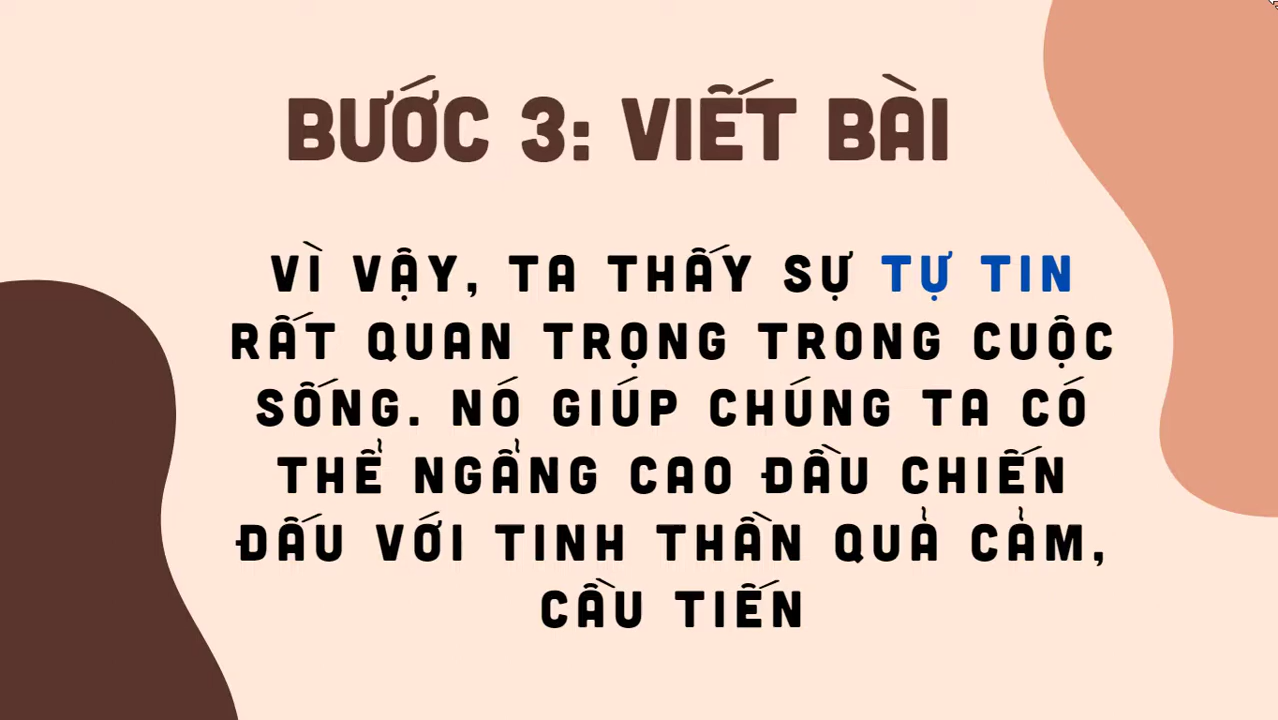 BƯỚC 3: VIẾT BÀI
VÌ VẬY, TA THẤY SỰ TỰ TIN
RẤT QUAN TRỌNG TRONG CUỘC
SỐNG. NÓ GIÚP CHÚNG TA CÓ
THỂ NGẨNG CAO ĐẦU CHIẾN
ĐẤU VỚI TINH THẦN QUẢ CẢM,
CẦU TIẾN